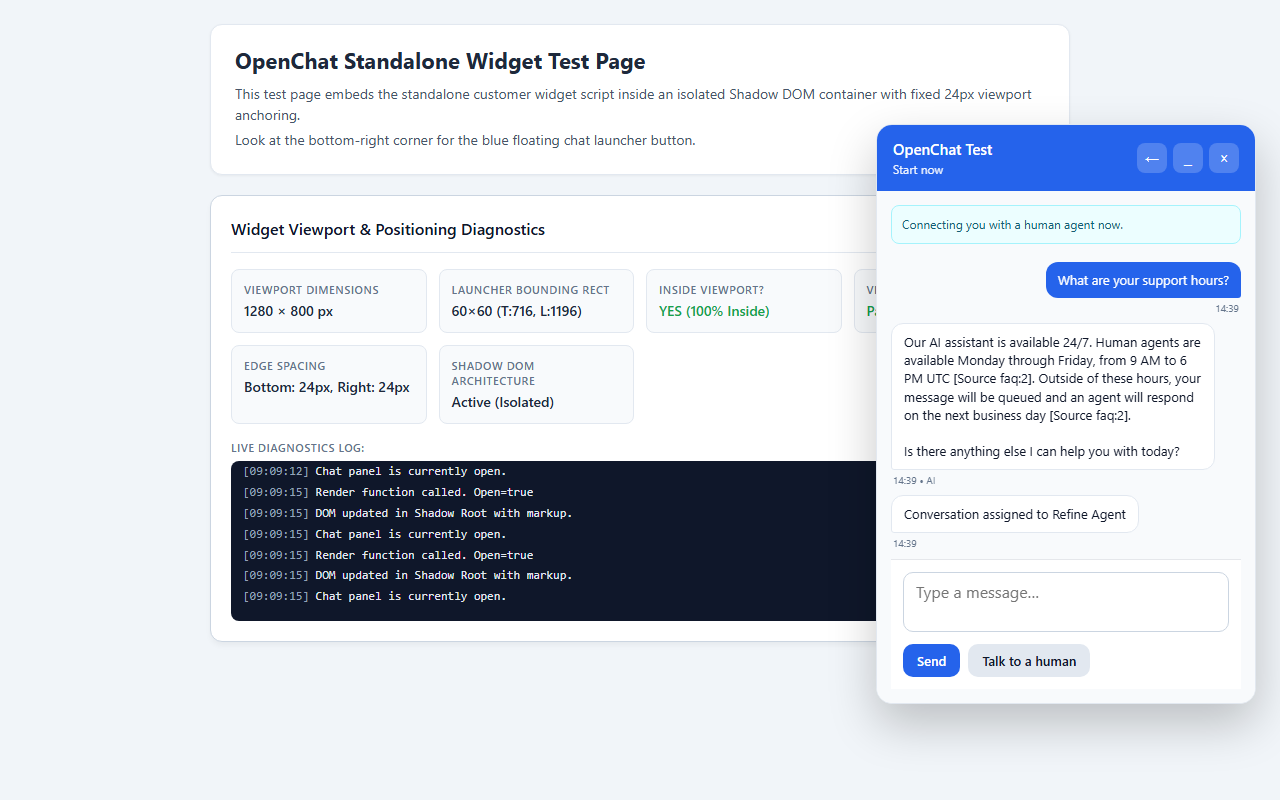 OpenChat Standalone Widget Test Page
This test page embeds the standalone customer widget script inside an isolated Shadow DOM container with fixed 24px viewport
anchoring.
Look at the bottom-right corner for the blue floating chat launcher button.
Widget Viewport & Positioning Diagnostics
VIEWPORT DIMENSIONS
1280 × 800 px
LAUNCHER BOUNDING RECT
60×60 (T:716, L:1196)
INSIDE VIEWPORT?
YES (100% Inside)
EDGE SPACING
Bottom: 24px, Right: 24px
SHADOW DOM
ARCHITECTURE
Active (Isolated)
LIVE DIAGNOSTICS LOG:
[09:09:12] Chat panel is currently open.
[09:09:15] Render function called. Open=true
[09:09:15] DOM updated in Shadow Root with markup.
[09:09:15] Chat panel is currently open.
[09:09:15] Render function called. Open=true
[09:09:15] DOM updated in Shadow Root with markup.
[09:09:15] Chat panel is currently open.
OpenChat Test
Start now
← _ ×
Connecting you with a human agent now.
What are your support hours?
14:39
Our AI assistant is available 24/7. Human agents are
available Monday through Friday, from 9 AM to 6
PM UTC [Source faq:2]. Outside of these hours, your
message will be queued and an agent will respond
on the next business day [Source faq:2].
Is there anything else I can help you with today?
14:39 • AI
Conversation assigned to Refine Agent
14:39
Type a message...
Send
Talk to a human